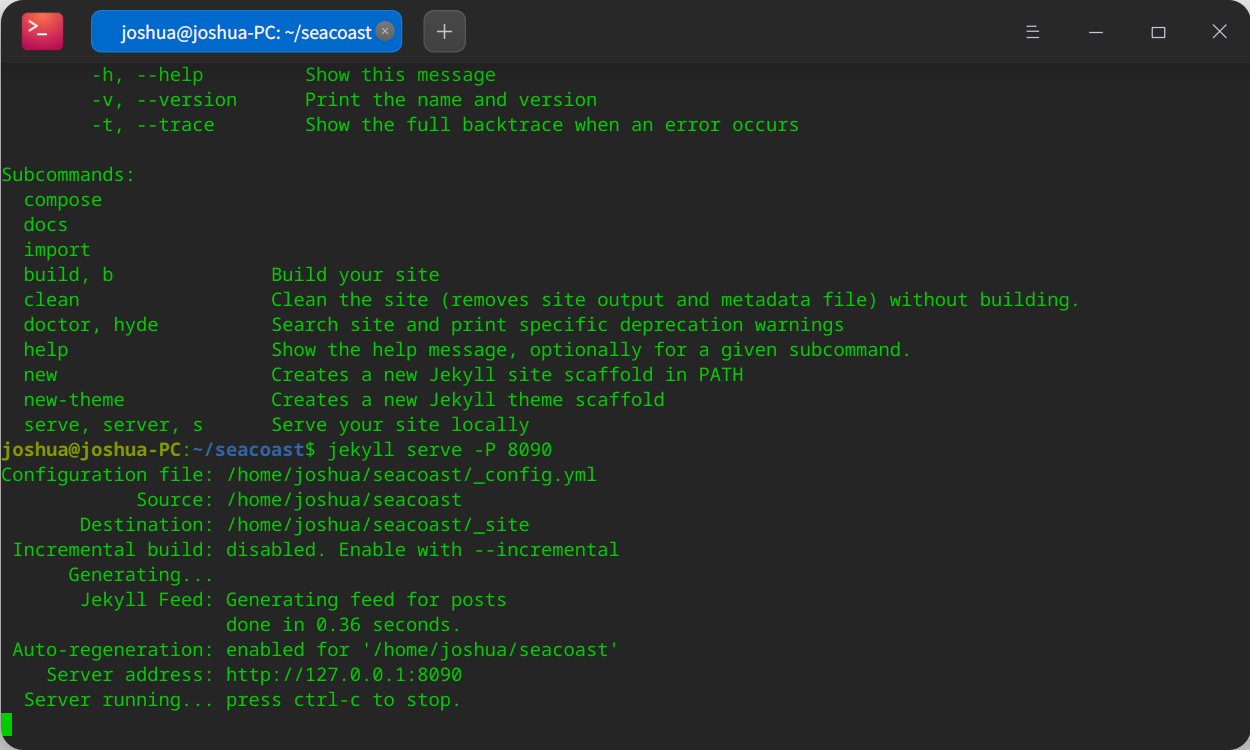 joshua@joshua-PC: ~/seacoast
-h, --help Show this message
-v, --version Print the name and version
-t, --trace Show the full backtrace when an error occurs
Subcommands:
compose
docs
import
build, b Build your site
clean Clean the site (removes site output and metadata file) without building.
doctor, hyde Search site and print specific deprecation warnings
help Show the help message, optionally for a given subcommand.
new Creates a new Jekyll site scaffold in PATH
new-theme Creates a new Jekyll theme scaffold
serve, server, s Serve your site locally
joshua@joshua-PC:~/seacoast$ jekyll serve -P 8090
Configuration file: /home/joshua/seacoast/_config.yml
Source: /home/joshua/seacoast
Destination: /home/joshua/seacoast/_site
Incremental build: disabled. Enable with --incremental
Generating...
Jekyll Feed: Generating feed for posts
done in 0.36 seconds.
Auto-regeneration: enabled for '/home/joshua/seacoast'
Server address: http://127.0.0.1:8090
Server running... press ctrl-c to stop.